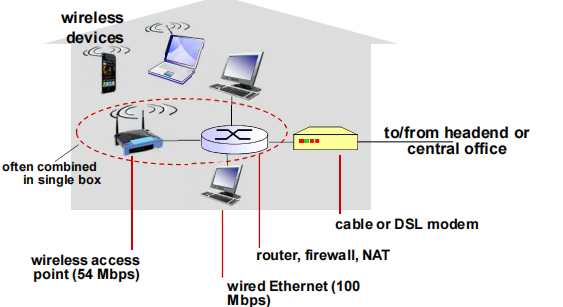 wireless
devices
to/from headend or
central office
often combined
in single box
cable or DSL modem
router, firewall, NAT
wireless access
point (54 Mbps)
wired Ethernet (100
Mbps)